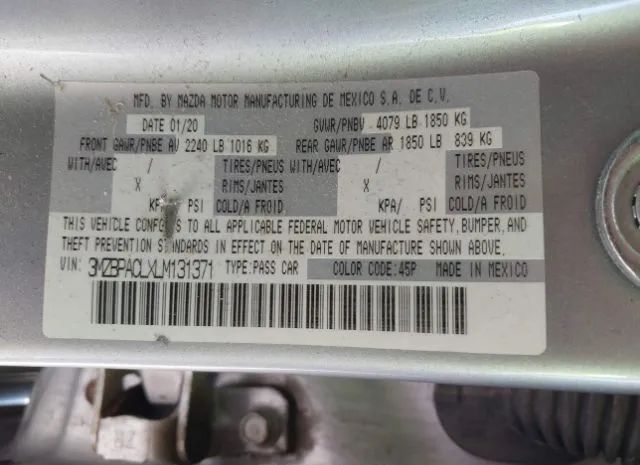 MFD. BY MAZDA MOTOR MANUFACTURING DE MEXICO S.A. DE C.V.
DATE 01/20 GVWR/PNBV 4079 LB 1850 KG
FRONT GAWR/PNBE AV 2240 LB 1016 KG REAR GAWR/PNBE AR 1850 LB 839 KG
WITH/AVEC / TIRES/PNEUS WITH/AVEC / TIRES/PNEUS
X RIMS/JANTES X RIMS/JANTES
KPA/ PSI COLD/A FROID KPA/ PSI COLD/A FROID
THIS VEHICLE CONFORMS TO ALL APPLICABLE FEDERAL MOTOR VEHICLE SAFETY, BUMPER, AND
THEFT PREVENTION STANDARDS IN EFFECT ON THE DATE OF MANUFACTURE SHOWN ABOVE.
VIN: 3MZBPACLXLM131371 TYPE:PASS CAR COLOR CODE:45P MADE IN MEXICO